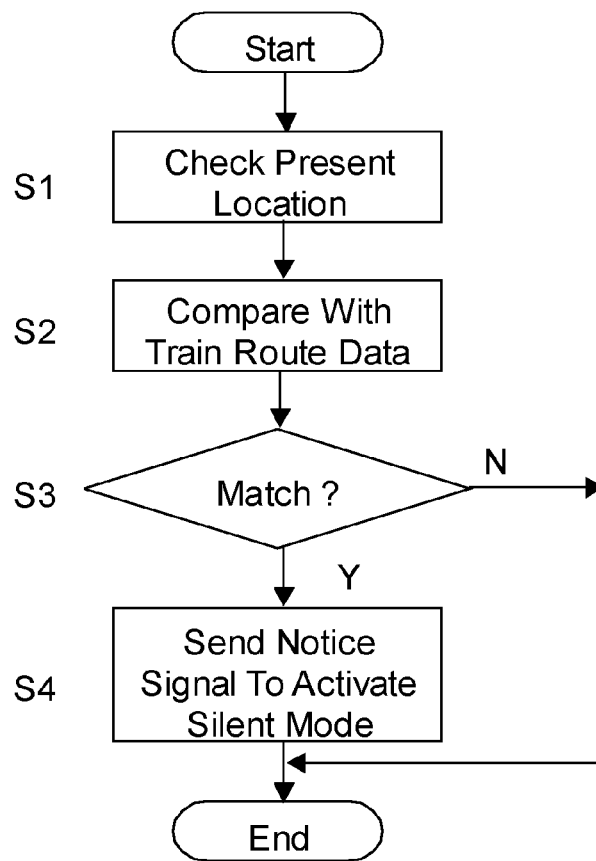 Start
S1
Check Present
Location
S2
Compare With
Train Route Data
S3
Match ?
N
Y
S4
Send Notice
Signal To Activate
Silent Mode
End